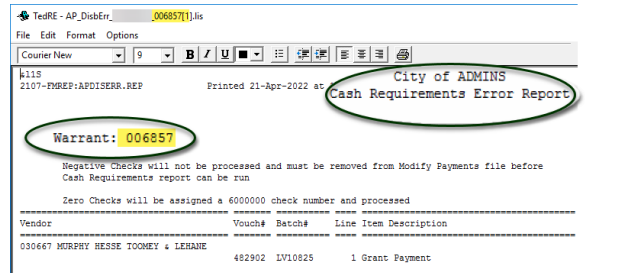 TedRE - AP_DisbErr_ _006857[1].lis
File Edit Format Options
Courier New 9 B I U
&11S
2107-FMREP:APDISERR.REP Printed 21-Apr-2022 at
City of ADMINS
Cash Requirements Error Report
Warrant: 006857
Negative Checks will not be processed and must be removed from Modify Payments file before
Cash Requirements report can be run
Zero Checks will be assigned a 6000000 check number and processed
Vendor Vouch# Batch# Line Item Description
030667 MURPHY HESSE TOOMEY & LEHANE
482902 LV10825 1 Grant Payment